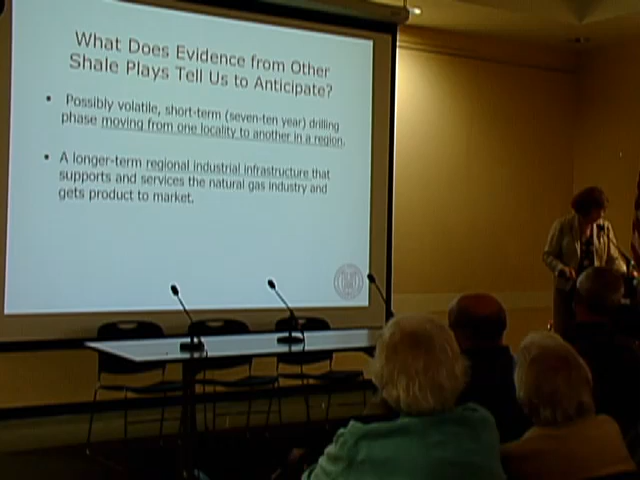 What Does Evidence from Other
Shale Plays Tell Us to Anticipate?
• Possibly volatile, short-term (seven-ten year) drilling
phase moving from one locality to another in a region.
• A longer-term regional industrial infrastructure that
supports and services the natural gas industry and
gets product to market.